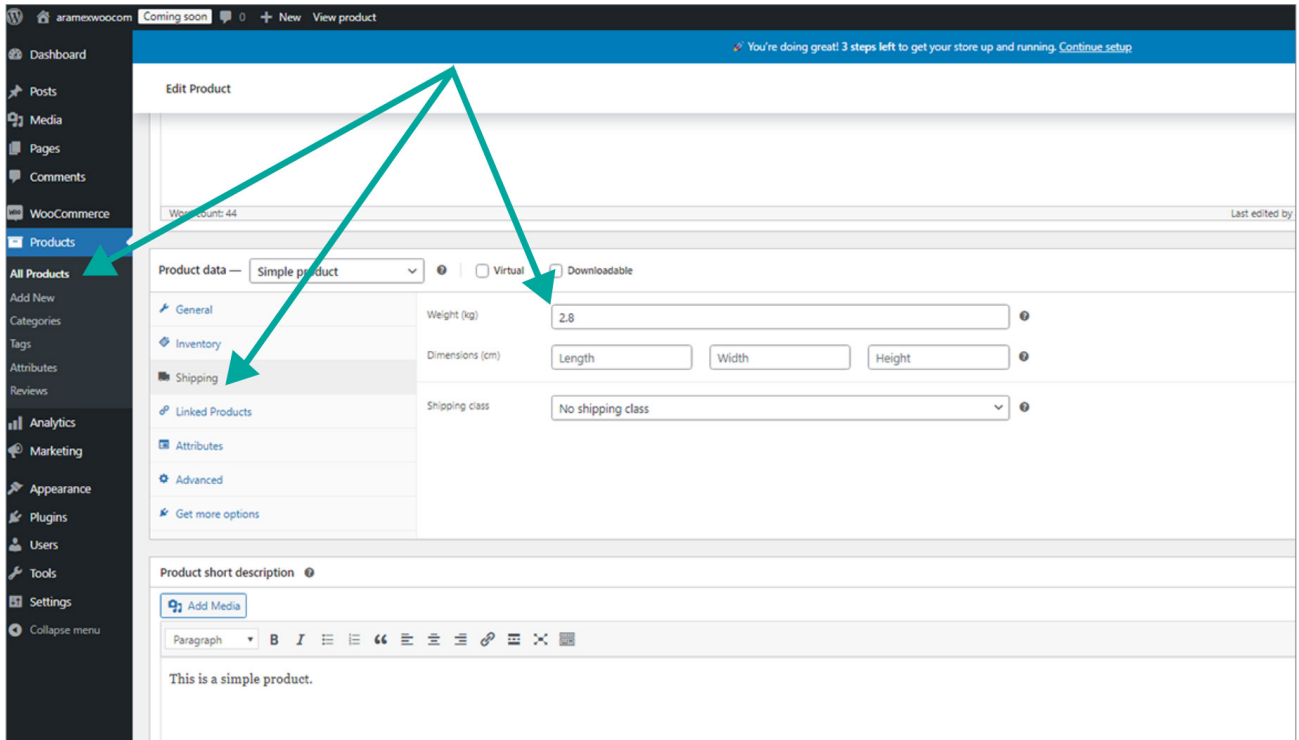 aramexwoocom Coming soon 0 New View product
Dashboard
Posts
Media
Pages
Comments
WooCommerce
Products
All Products
Add New
Categories
Tags
Attributes
Reviews
Analytics
Marketing
Appearance
Plugins
Users
Tools
Settings
Collapse menu
You're doing great! 3 steps left to get your store up and running. Continue setup
Edit Product
Word count: 44
Last edited by
Product data — Simple product Virtual Downloadable
General
Inventory
Shipping
Linked Products
Attributes
Advanced
Get more options
Weight (kg) 2.8
Dimensions (cm) Length Width Height
Shipping class No shipping class
Product short description
Add Media
Paragraph B I
This is a simple product.